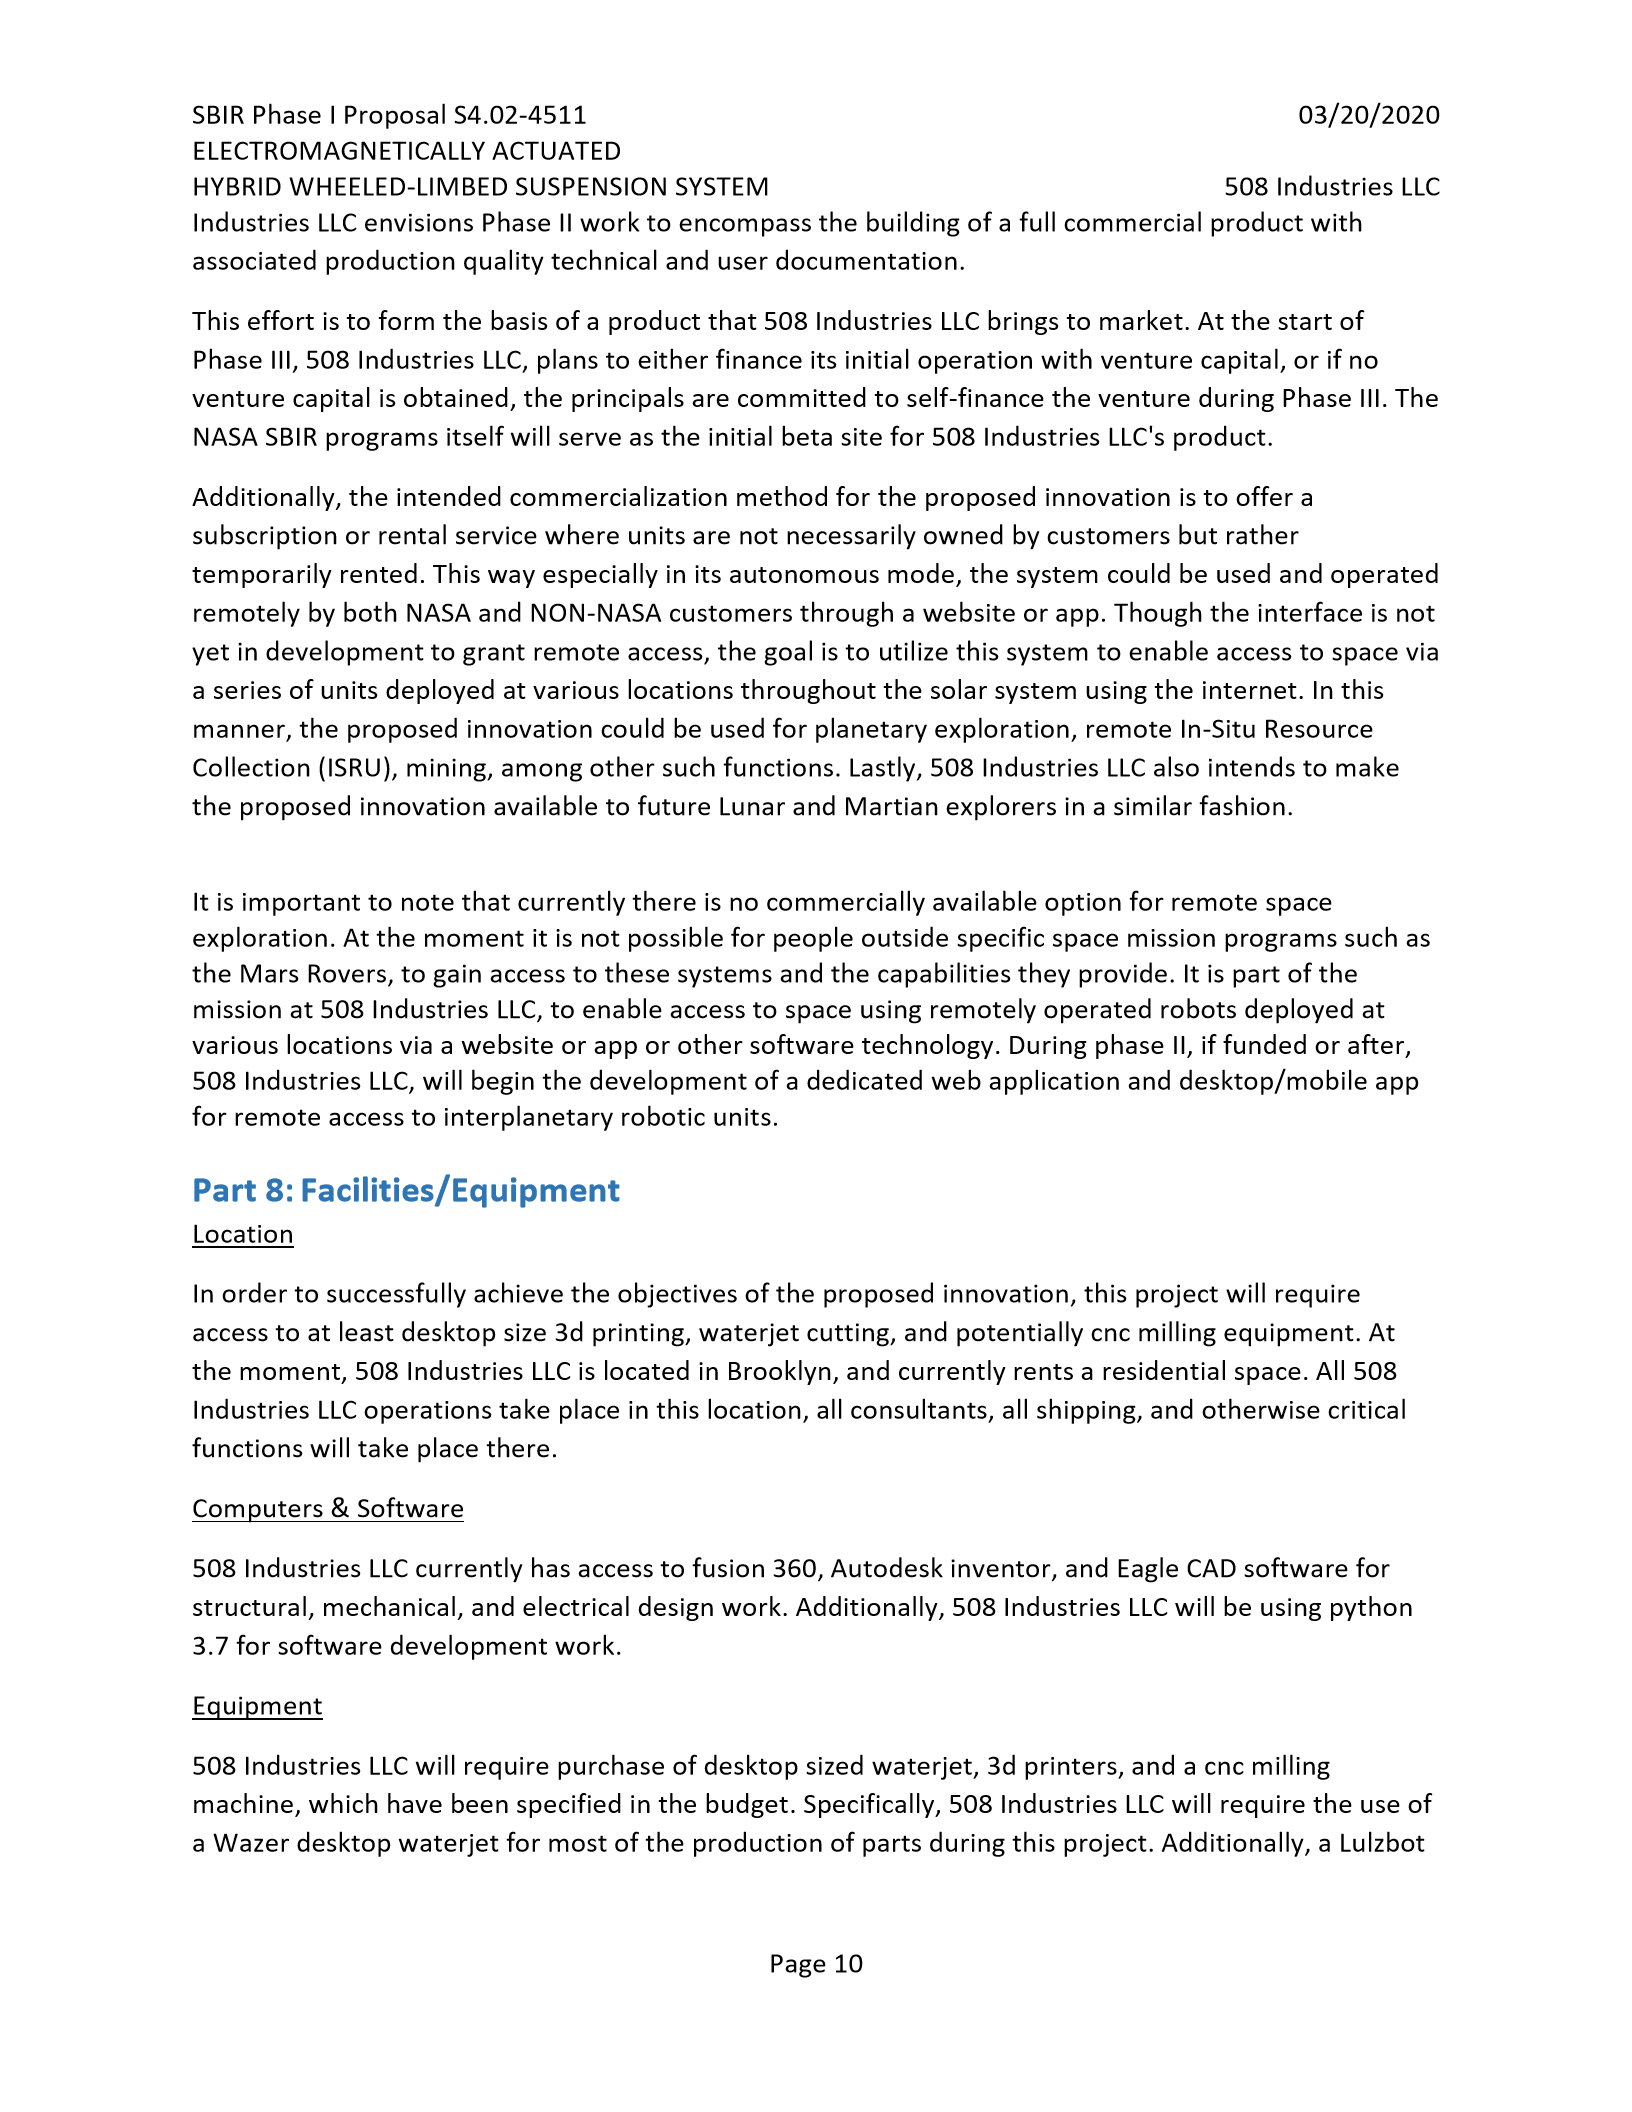 SBIR Phase I Proposal S4.02-4511 03/20/2020
ELECTROMAGNETICALLY ACTUATED
HYBRID WHEELED-LIMBED SUSPENSION SYSTEM 508 Industries LLC
Industries LLC envisions Phase II work to encompass the building of a full commercial product with
associated production quality technical and user documentation.
This effort is to form the basis of a product that 508 Industries LLC brings to market. At the start of
Phase III, 508 Industries LLC, plans to either finance its initial operation with venture capital, or if no
venture capital is obtained, the principals are committed to self-finance the venture during Phase III. The
NASA SBIR programs itself will serve as the initial beta site for 508 Industries LLC's product.
Additionally, the intended commercialization method for the proposed innovation is to offer a
subscription or rental service where units are not necessarily owned by customers but rather
temporarily rented. This way especially in its autonomous mode, the system could be used and operated
remotely by both NASA and NON-NASA customers through a website or app. Though the interface is not
yet in development to grant remote access, the goal is to utilize this system to enable access to space via
a series of units deployed at various locations throughout the solar system using the internet. In this
manner, the proposed innovation could be used for planetary exploration, remote In-Situ Resource
Collection (ISRU), mining, among other such functions. Lastly, 508 Industries LLC also intends to make
the proposed innovation available to future Lunar and Martian explorers in a similar fashion.
It is important to note that currently there is no commercially available option for remote space
exploration. At the moment it is not possible for people outside specific space mission programs such as
the Mars Rovers, to gain access to these systems and the capabilities they provide. It is part of the
mission at 508 Industries LLC, to enable access to space using remotely operated robots deployed at
various locations via a website or app or other software technology. During phase II, if funded or after,
508 Industries LLC, will begin the development of a dedicated web application and desktop/mobile app
for remote access to interplanetary robotic units.
Part 8: Facilities/Equipment
Location
In order to successfully achieve the objectives of the proposed innovation, this project will require
access to at least desktop size 3d printing, waterjet cutting, and potentially cnc milling equipment. At
the moment, 508 Industries LLC is located in Brooklyn, and currently rents a residential space. All 508
Industries LLC operations take place in this location, all consultants, all shipping, and otherwise critical
functions will take place there.
Computers & Software
508 Industries LLC currently has access to fusion 360, Autodesk inventor, and Eagle CAD software for
structural, mechanical, and electrical design work. Additionally, 508 Industries LLC will be using python
3.7 for software development work.
Equipment
508 Industries LLC will require purchase of desktop sized waterjet, 3d printers, and a cnc milling
machine, which have been specified in the budget. Specifically, 508 Industries LLC will require the use of
a Wazer desktop waterjet for most of the production of parts during this project. Additionally, a Lulzbot
Page 10